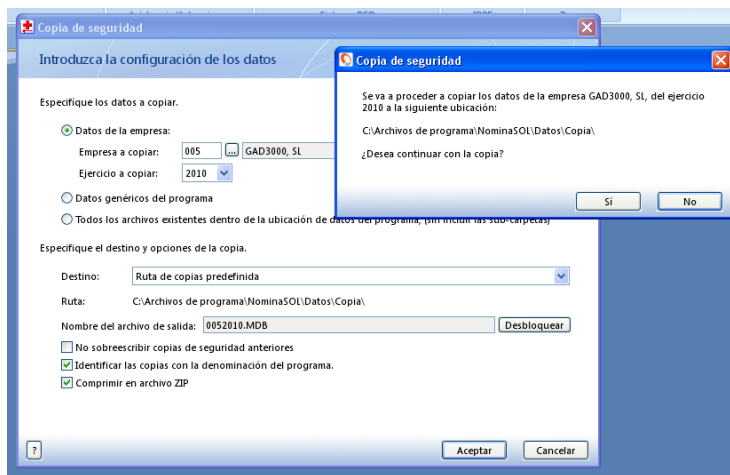 Copia de seguridad
Introduzca la configuración de los datos
Especifique los datos a copiar.
Datos de la empresa:
Empresa a copiar: 005 ... GAD3000, SL
Ejercicio a copiar: 2010
Datos genéricos del programa
Todos los archivos existentes dentro de la ubicación de datos del programa, (sin incluir las sub-carpetas)
Especifique el destino y opciones de la copia.
Destino: Ruta de copias predefinida
Ruta: C:\Archivos de programa\NominaSOL\Datos\Copia\
Nombre del archivo de salida: 0052010.MDB Desbloquear
No sobreescribir copias de seguridad anteriores
Identificar las copias con la denominación del programa.
Comprimir en archivo ZIP
? Aceptar Cancelar
Copia de seguridad
Se va a proceder a copiar los datos de la empresa GAD3000, SL, del ejercicio
2010 a la siguiente ubicación:
C:\Archivos de programa\NominaSOL\Datos\Copia\
¿Desea continuar con la copia?
Sí No